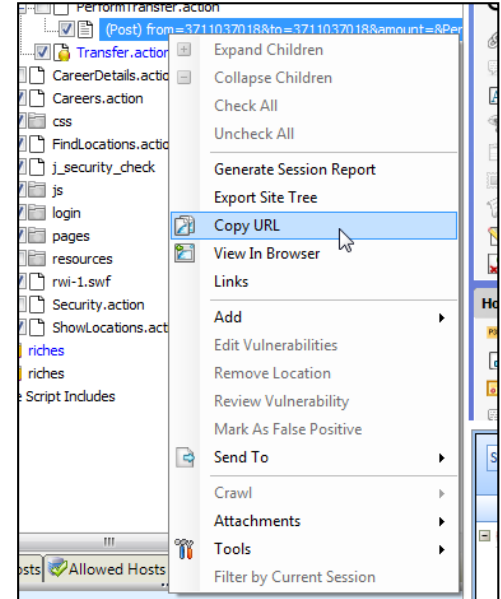 PerformTransfer.action
(Post) from=3711037018&to=3711037018&amount=&Per
Transfer.action
CareerDetails.actio
Careers.action
css
FindLocations.actio
j_security_check
js
login
pages
resources
rwi-1.swf
Security.action
ShowLocations.act
riches
riches
Script Includes
Expand Children
Collapse Children
Check All
Uncheck All
Generate Session Report
Export Site Tree
Copy URL
View In Browser
Links
Add
Edit Vulnerabilities
Remove Location
Review Vulnerability
Mark As False Positive
Send To
Crawl
Attachments
Tools
Filter by Current Session
osts
Allowed Hosts
Ho
S